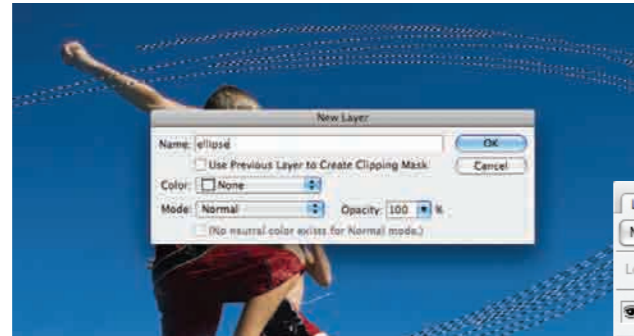 New Layer
Name: ellipse
OK
Use Previous Layer to Create Clipping Mask
Cancel
Color: None
Mode: Normal Opacity: 100 %
(No neutral color exists for Normal mode.)